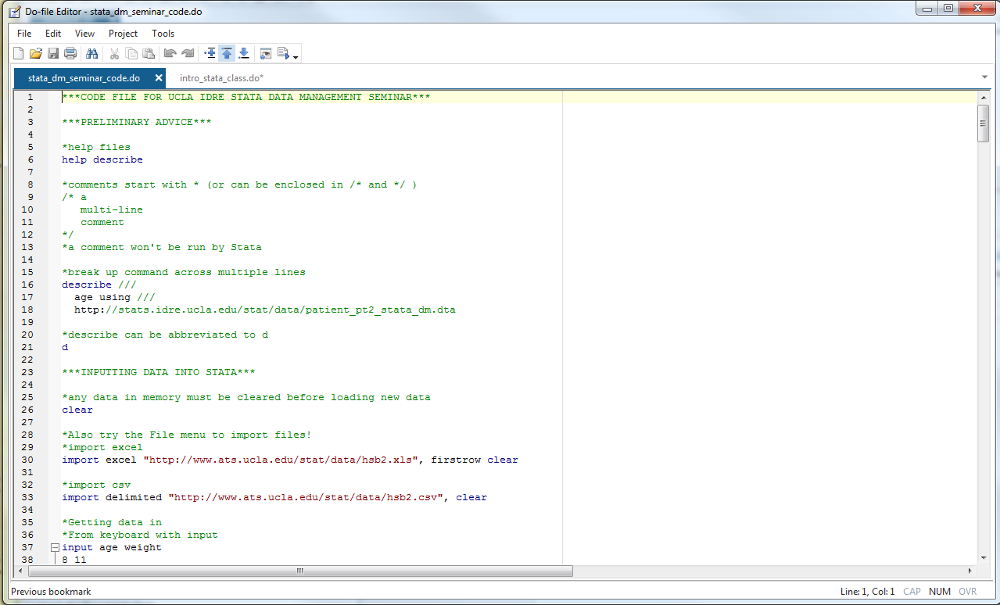 Do-file Editor - stata_dm_seminar_code.do
File Edit View Project Tools
stata_dm_seminar_code.do intro_stata_class.do*
1 ***CODE FILE FOR UCLA IDRE STATA DATA MANAGEMENT SEMINAR***
2
3 ***PRELIMINARY ADVICE***
4
5 *help files
6 help describe
7
8 *comments start with * (or can be enclosed in /* and */ )
9 /* a
10 multi-line
11 comment
12 */
13 *a comment won't be run by Stata
14
15 *break up command across multiple lines
16 describe ///
17 age using ///
18 http://stats.idre.ucla.edu/stat/data/patient_pt2_stata_dm.dta
19
20 *describe can be abbreviated to d
21 d
22
23 ***INPUTTING DATA INTO STATA***
24
25 *any data in memory must be cleared before loading new data
26 clear
27
28 *Also try the File menu to import files!
29 *import excel
30 import excel "http://www.ats.ucla.edu/stat/data/hsb2.xls", firstrow clear
31
32 *import csv
33 import delimited "http://www.ats.ucla.edu/stat/data/hsb2.csv", clear
34
35 *Getting data in
36 *From keyboard with input
37 input age weight
38 8 11
Previous bookmark Line: 1, Col: 1 CAP NUM OVR